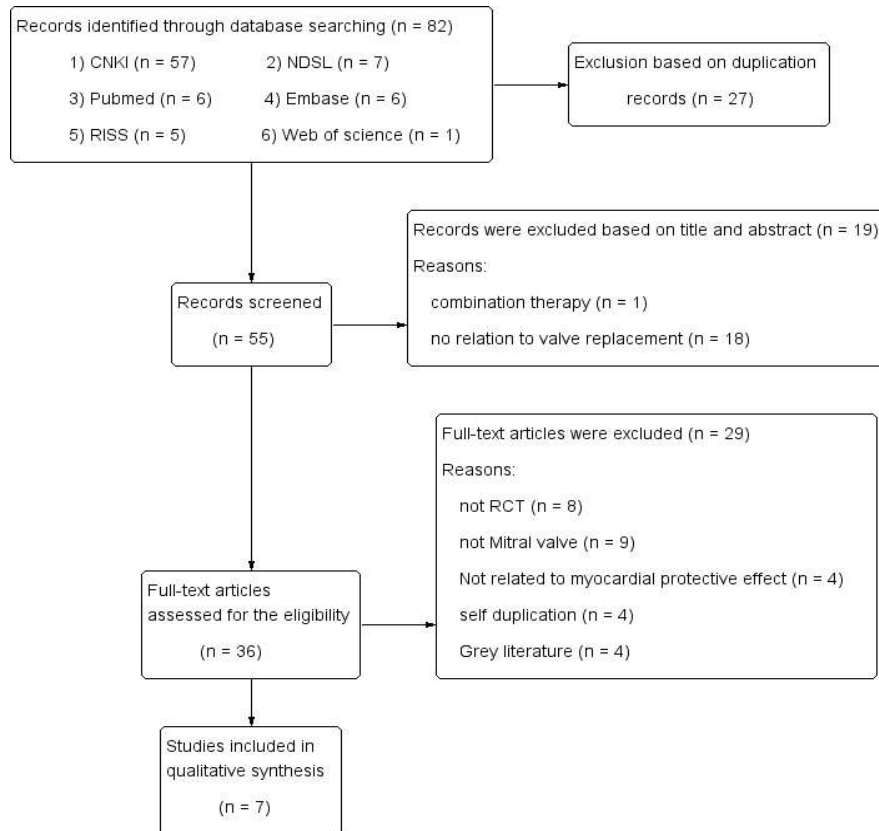 Records identified through database searching (n = 82)
1) CNKI (n = 57) 2) NDSL (n = 7)
3) Pubmed (n = 6) 4) Embase (n = 6)
5) RISS (n = 5) 6) Web of science (n = 1)
Exclusion based on duplication
records (n = 27)
Records were excluded based on title and abstract (n = 19)
Reasons:
combination therapy (n = 1)
no relation to valve replacement (n = 18)
Records screened
(n = 55)
Full-text articles were excluded (n = 29)
Reasons:
not RCT (n = 8)
not Mitral valve (n = 9)
Not related to myocardial protective effect (n = 4)
self duplication (n = 4)
Grey literature (n = 4)
Full-text articles
assessed for the eligibility
(n = 36)
Studies included in
qualitative synthesis
(n = 7)